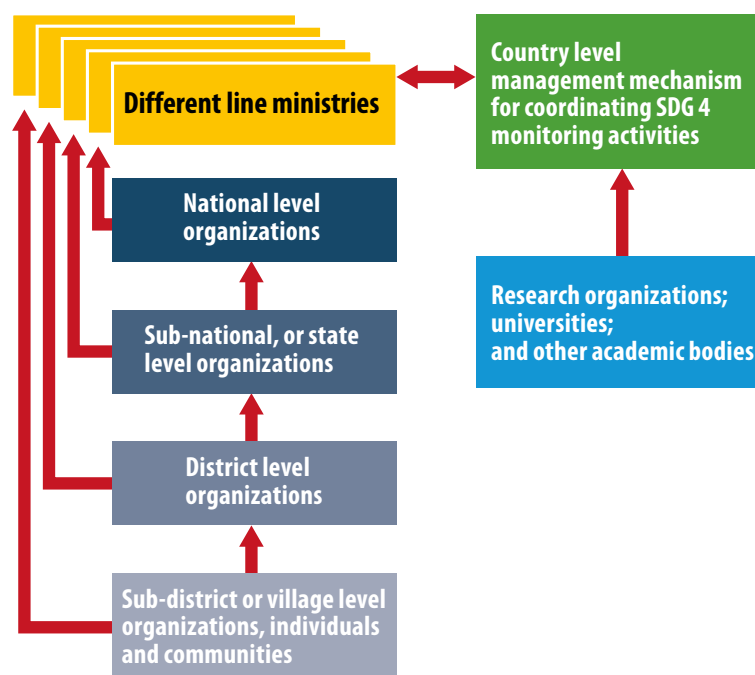 Different line ministries
Country level
management mechanism
for coordinating SDG 4
monitoring activities
National level
organizations
Research organizations;
universities;
and other academic bodies
Sub-national, or state
level organizations
District level
organizations
Sub-district or village level
organizations, individuals
and communities